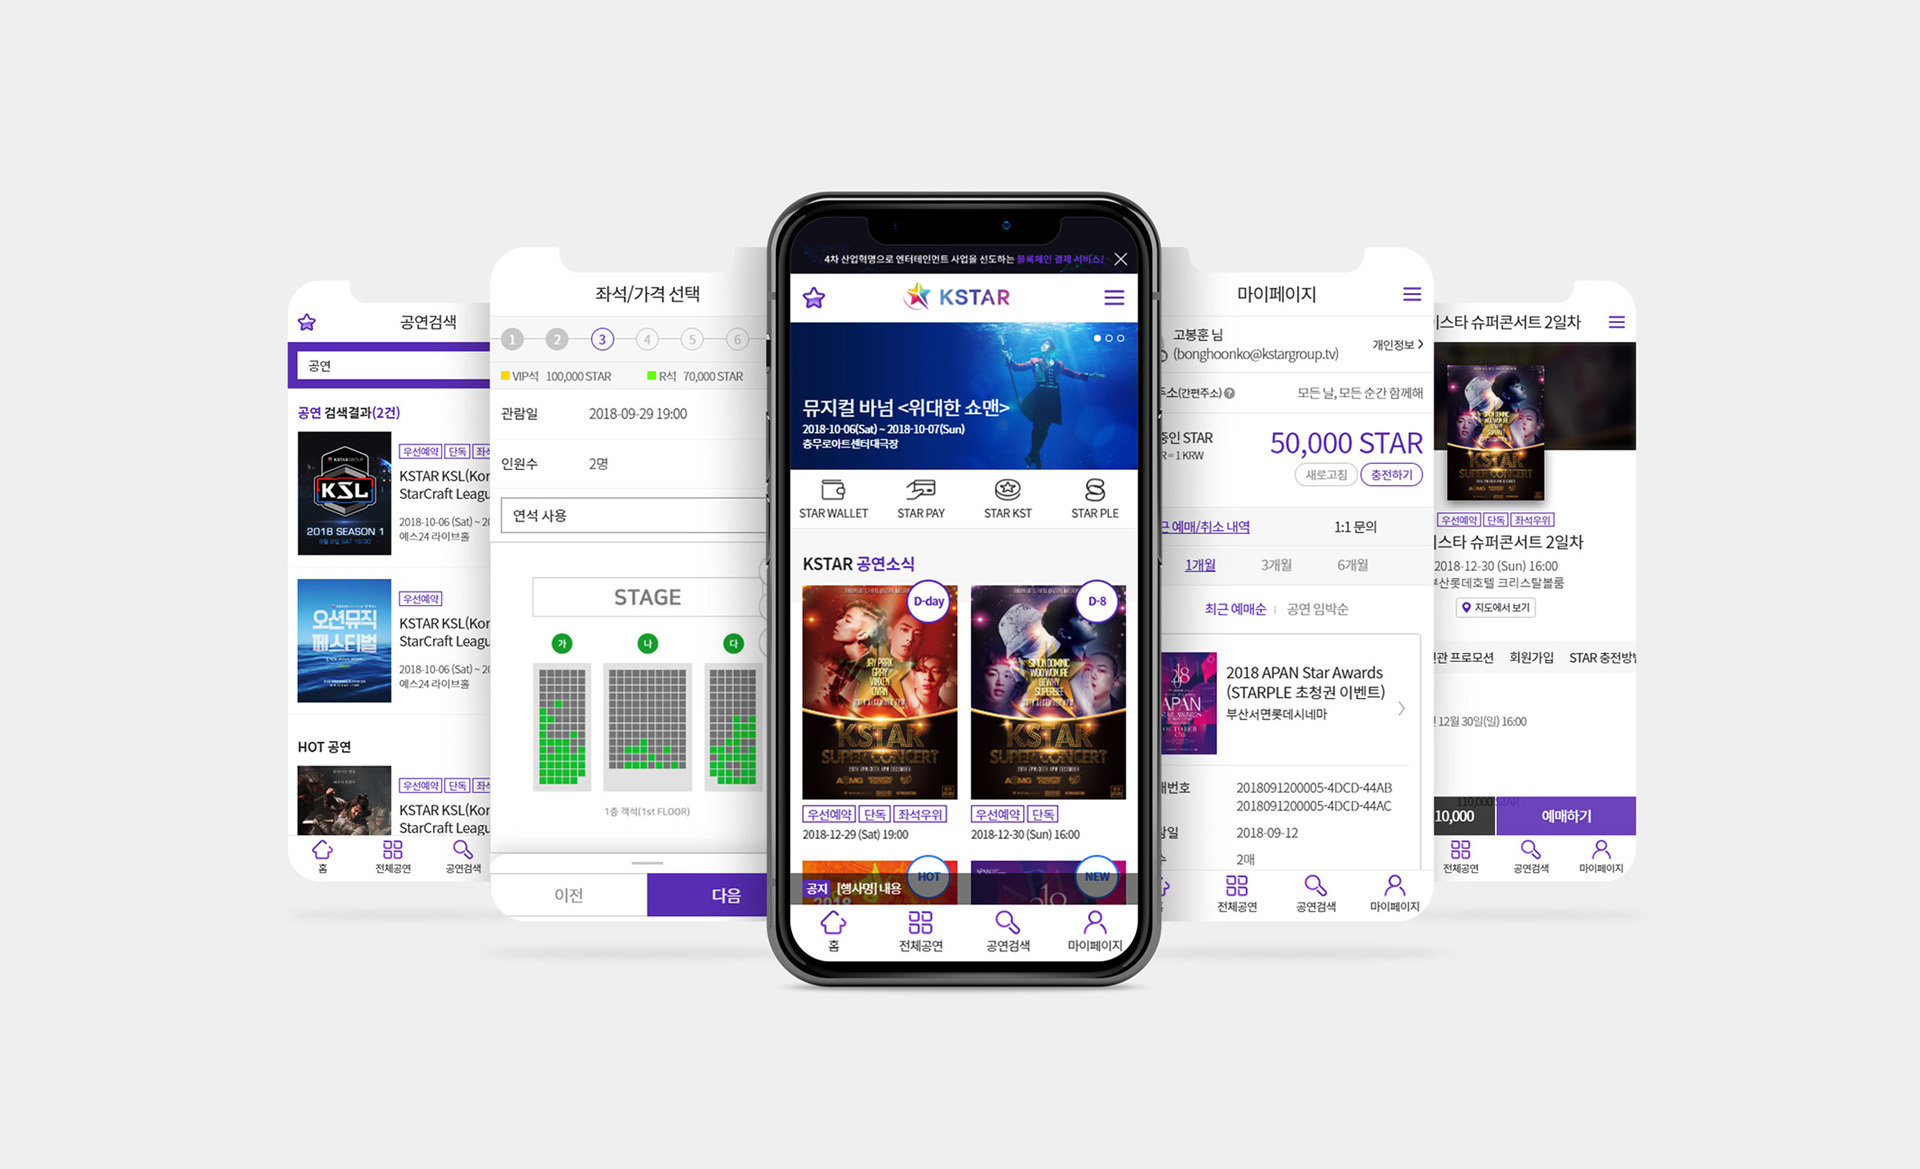 공연검색
공연
공연 검색결과(2건)
KSTARGROUP
KSL
2018 SEASON 1
우선예약 단독
KSTAR KSL(Kor
StarCraft Leagu
2018-10-06 (Sat) ~ 20
예스24 라이브홀
오션뮤직
페스티벌
우선예약
KSTAR KSL(Kor
StarCraft Leagu
2018-10-06 (Sat) ~ 20
예스24 라이브홀
HOT 공연
우선예약 단독
KSTAR KSL(Kor
StarCraft Leagu
홈 전체공연 공연검색
좌석/가격 선택
1 2 3 4 5 6
VIP석 100,000 STAR R석 70,000 STAR
관람일 2018-09-29 19:00
인원수 2명
연석 사용
STAGE
가 나 다
1층 객석(1st FLOOR)
이전 다음
4차 산업혁명으로 엔터테인먼트 사업을 선도하는 블록체인 결제 서비스!
KSTAR
뮤지컬 바넘 <위대한 쇼맨>
2018-10-06(Sat) ~ 2018-10-07(Sun)
충무로아트센터대극장
STAR WALLET STAR PAY STAR KST STAR PLE
KSTAR 공연소식
D-day
JAY PARK
GRAY
VINXEN
OVAN
KSTAR
SUPER CONCERT
우선예약 단독 좌석우위
2018-12-29 (Sat) 19:00
D-8
SIMON DOMINIC
WOO WON JAE
BEWHY
SUPERBEE
KSTAR
SUPER CONCERT
우선예약 단독
2018-12-30 (Sun) 16:00
HOT NEW
공지 [행사명] 내용
홈 전체공연 공연검색 마이페이지
마이페이지
고봉훈 님
(bonghoonko@kstargroup.tv)
개인정보
주소(간편주소) 모든 날, 모든 순간 함께해
STAR
= 1 KRW
50,000 STAR
새로고침 충전하기
예매/취소 내역 1:1 문의
1개월 3개월 6개월
최근 예매순 공연 임박순
APAN
2018 APAN Star Awards
(STARPLE 초청권 이벤트)
부산서면롯데시네마
매번호 2018091200005-4DCD-44AB
2018091200005-4DCD-44AC
2018-09-12
2매
전체공연 공연검색 마이페이지
스타 슈퍼콘서트 2일차
KSTAR
SUPER CONCERT
우선예약 단독 좌석우위
스타 슈퍼콘서트 2일차
2018-12-30 (Sun) 16:00
부산롯데호텔 크리스탈볼룸
지도에서 보기
관 프로모션 회원가입 STAR 충전방법
12월 30일(일) 16:00
110,000 STAR
10,000 예매하기
전체공연 공연검색 마이페이지